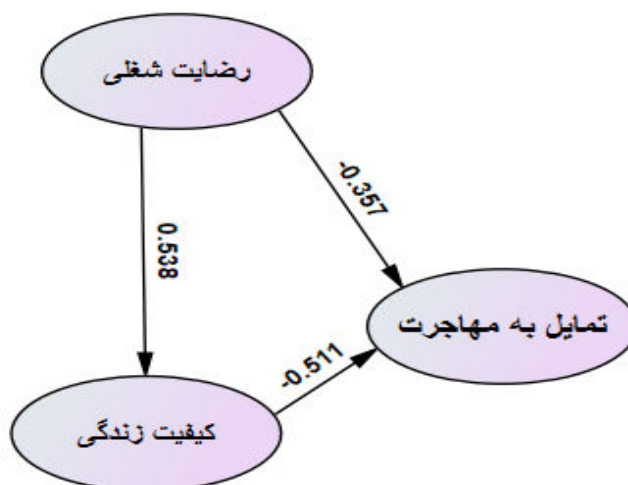 رضایت شغلی
-0.357
0.538
تمایل به مهاجرت
-0.511
کیفیت زندگی